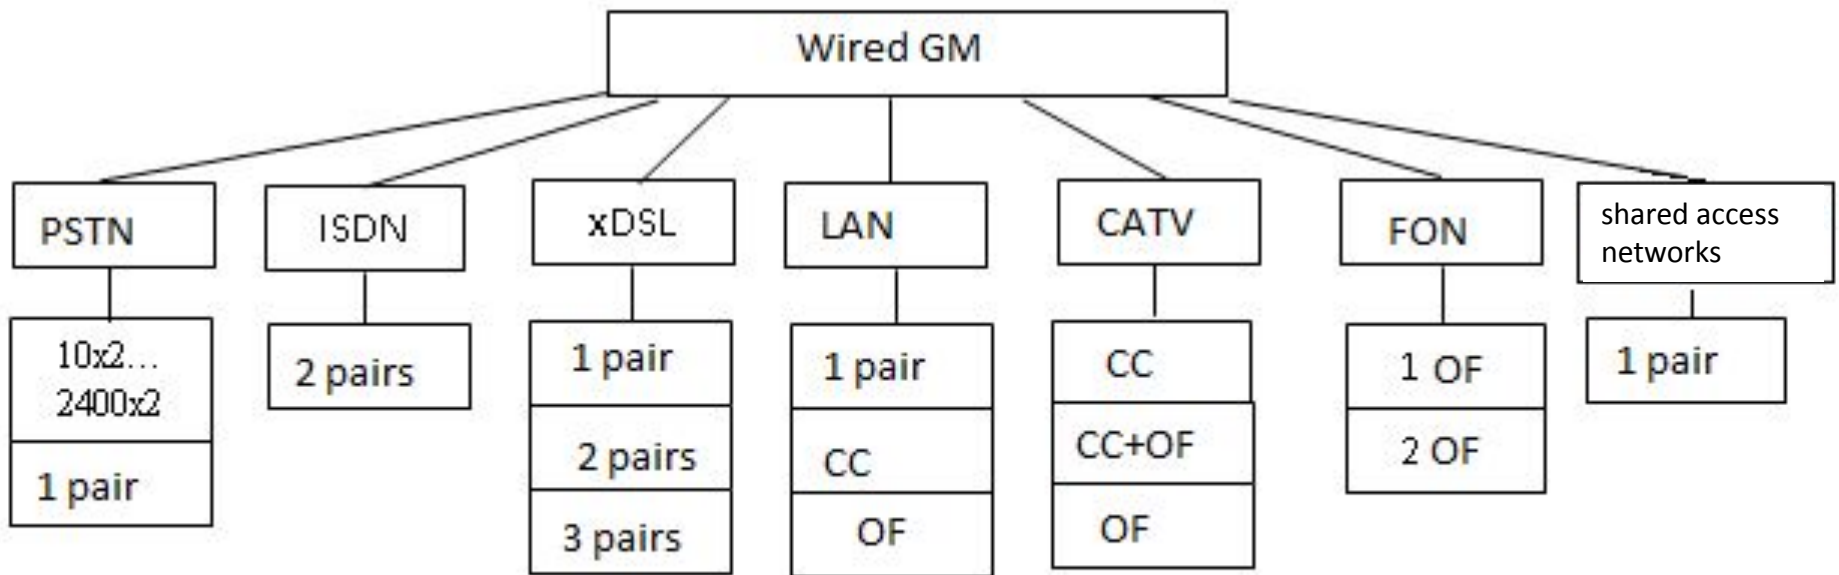 Wired GM
PSTN
ISDN
xDSL
LAN
CATV
FON
shared access
networks
10x2...
2400x2
1 pair
2 pairs
1 pair
2 pairs
3 pairs
1 pair
CC
OF
CC
CC+OF
OF
1 OF
2 OF
1 pair